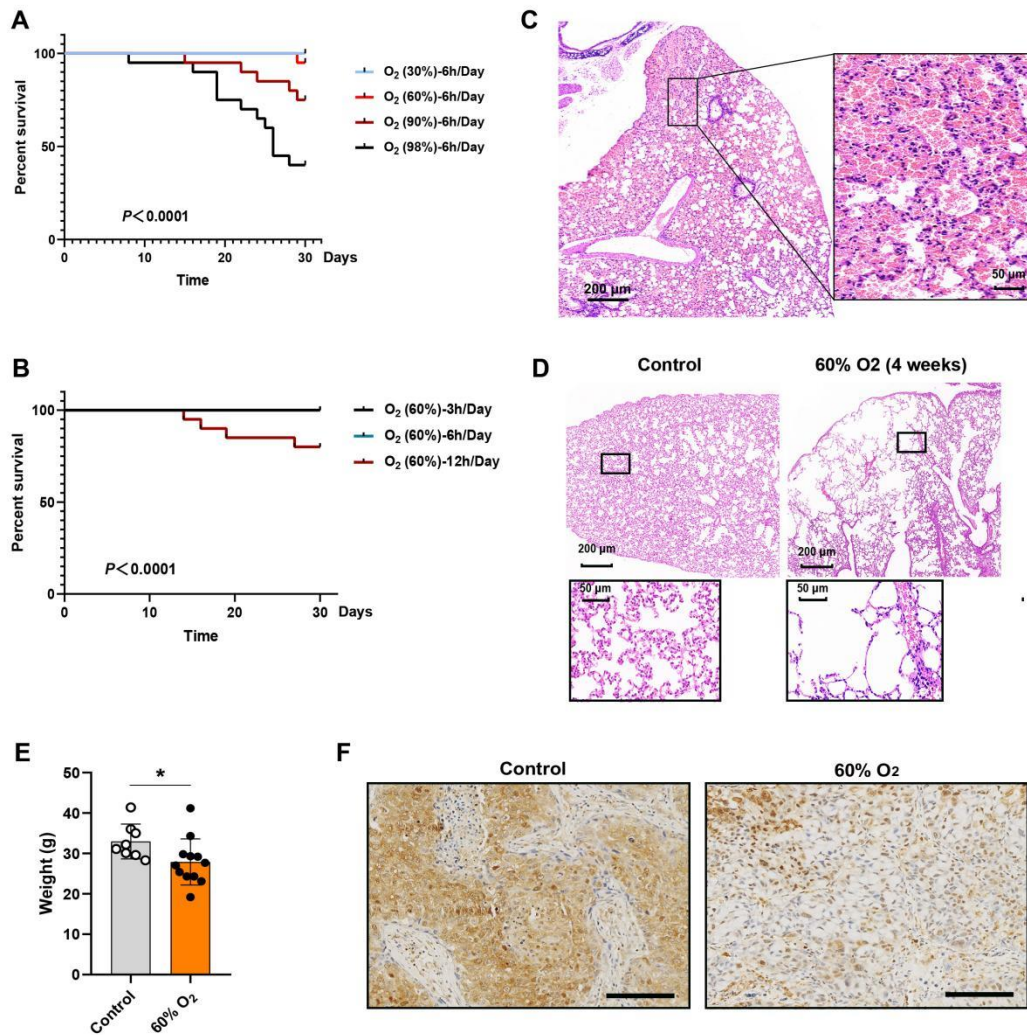 A
Percent survival
100
50
0
0
10
20
30
Days
Time
P＜0.0001
O₂ (30%)-6h/Day
O₂ (60%)-6h/Day
O₂ (90%)-6h/Day
O₂ (98%)-6h/Day
C
200 µm
50 µm
B
Percent survival
100
50
0
0
10
20
30
Days
Time
P＜0.0001
O₂ (60%)-3h/Day
O₂ (60%)-6h/Day
O₂ (60%)-12h/Day
D
Control
60% O2 (4 weeks)
200 µm
200 µm
50 µm
50 µm
E
Weight (g)
50
40
30
20
10
0
*
Control
60% O₂
F
Control
60% O₂